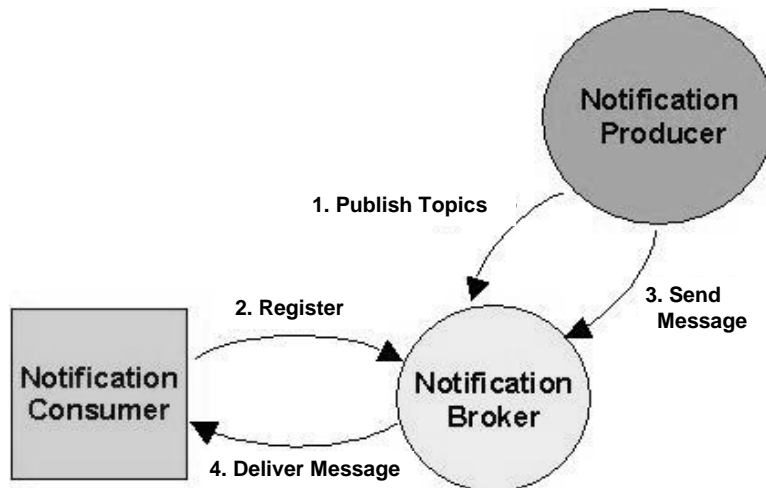 Notification
Producer
1. Publish Topics
3. Send
Message
2. Register
Notification
Consumer
Notification
Broker
4. Deliver Message